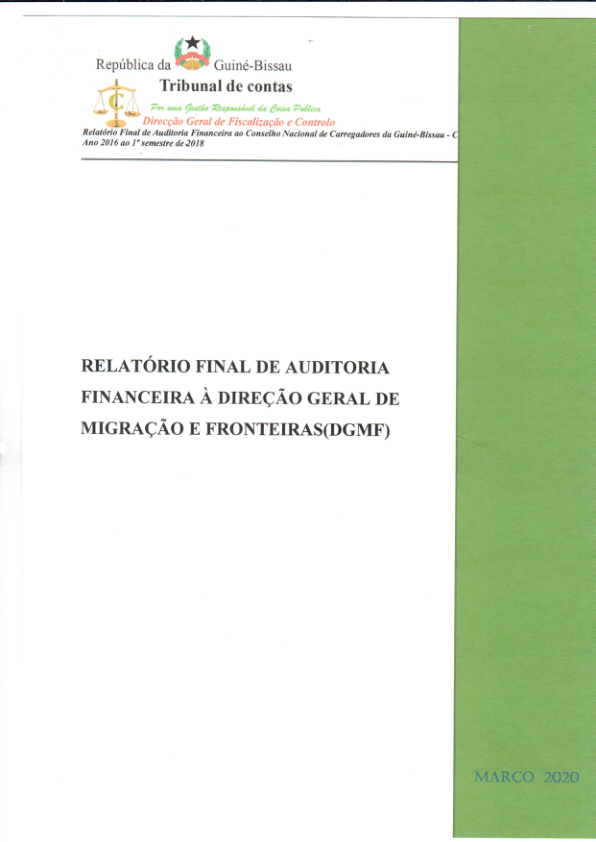 República da Guiné-Bissau
Tribunal de contas
Por uma Gestão Responsável da Coisa Publica
Direcção Geral de Fiscalização e Controlo
Relatório Final de Auditoria Financeira ao Conselho Nacional de Carregadores da Guiné-Bissau - C
Ano 2016 ao 1º semestre de 2018
RELATÓRIO FINAL DE AUDITORIA
FINANCEIRA À DIREÇÃO GERAL DE
MIGRAÇÃO E FRONTEIRAS(DGMF)
MARÇO 2020